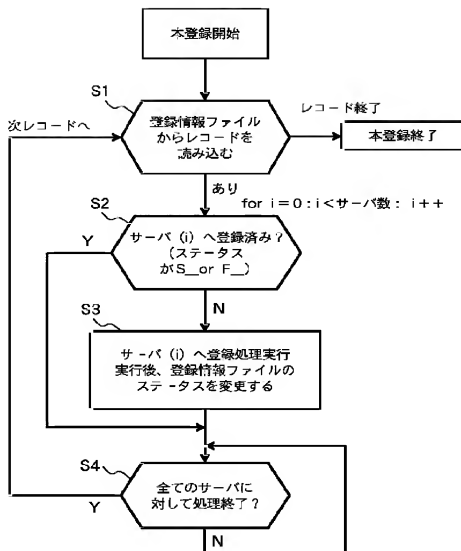 本登録開始
S1
レコード終了
次レコードへ
登録情報ファイル
からレコードを
読み込む
本登録終了
あり
for i=0:i<サーバ数: i++
S2
Y
サーバ (i) へ登録済み?
(ステータス
がS__or F__)
N
S3
サーバ (i) へ登録処理実行
実行後、登録情報ファイルの
ステータスを変更する
S4
全てのサーバに
対して処理終了?
Y
N